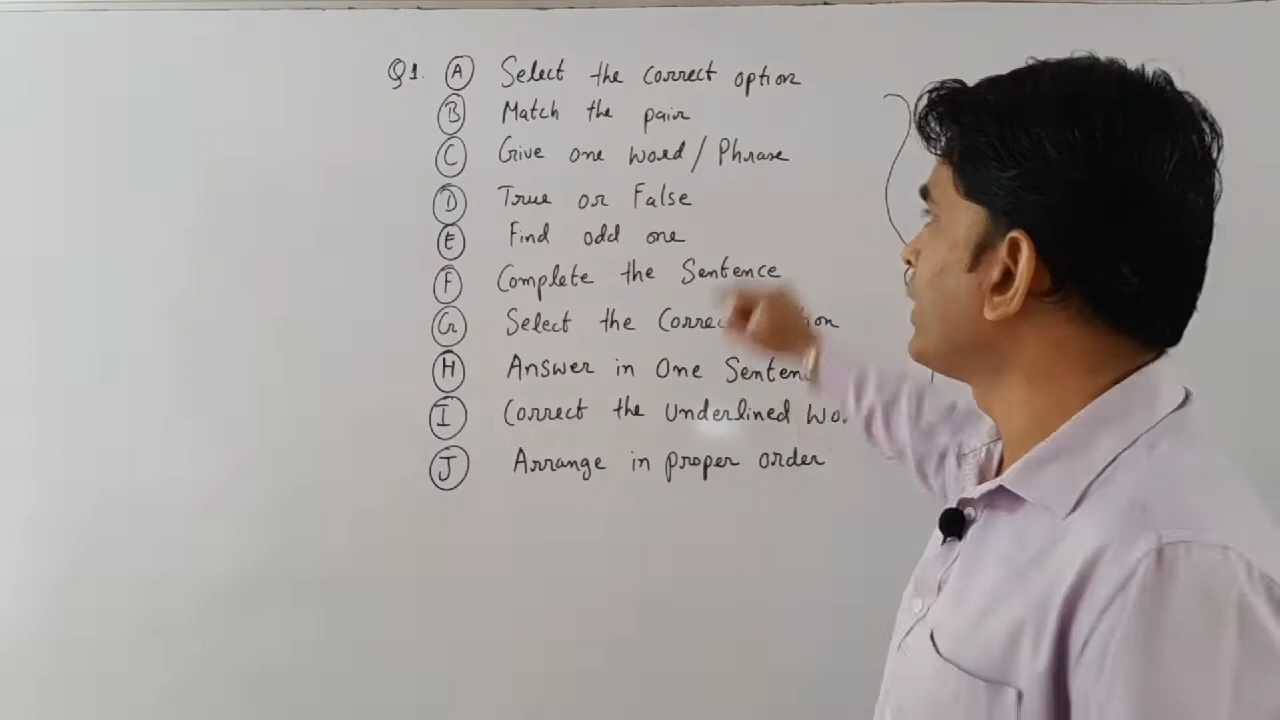 Q1. A Select the correct option
B Match the pair
C Give one word / Phrase
D True or False
E Find odd one
F Complete the Sentence
G Select the
H Answer in One
I Correct the Underlined
J Arrange in proper order